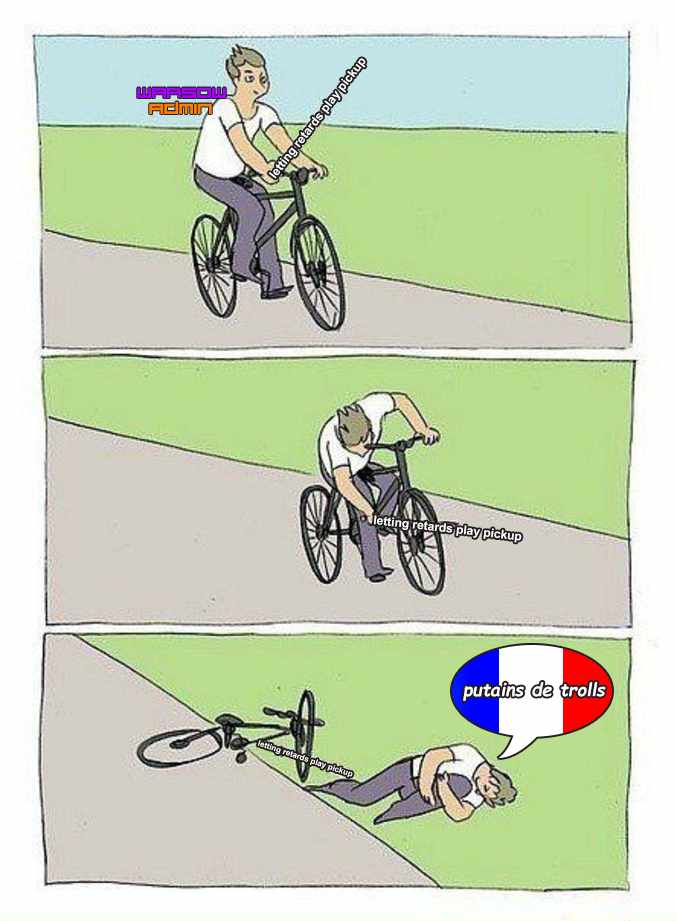 WARSOW
Admin
letting retards play pickup
letting retards play pickup
putains de trolls
letting retards play pickup